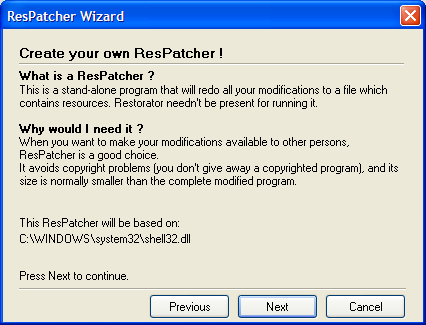 ResPatcher Wizard
Create your own ResPatcher !
What is a ResPatcher ?
This is a stand-alone program that will redo all your modifications to a file which
contains resources. Restorator needn't be present for running it.
Why would I need it ?
When you want to make your modifications available to other persons,
ResPatcher is a good choice.
It avoids copyright problems (you don't give away a copyrighted program), and its
size is normally smaller than the complete modified program.
This ResPatcher will be based on:
C:\WINDOWS\system32\shell32.dll
Press Next to continue.
Previous
Next
Cancel